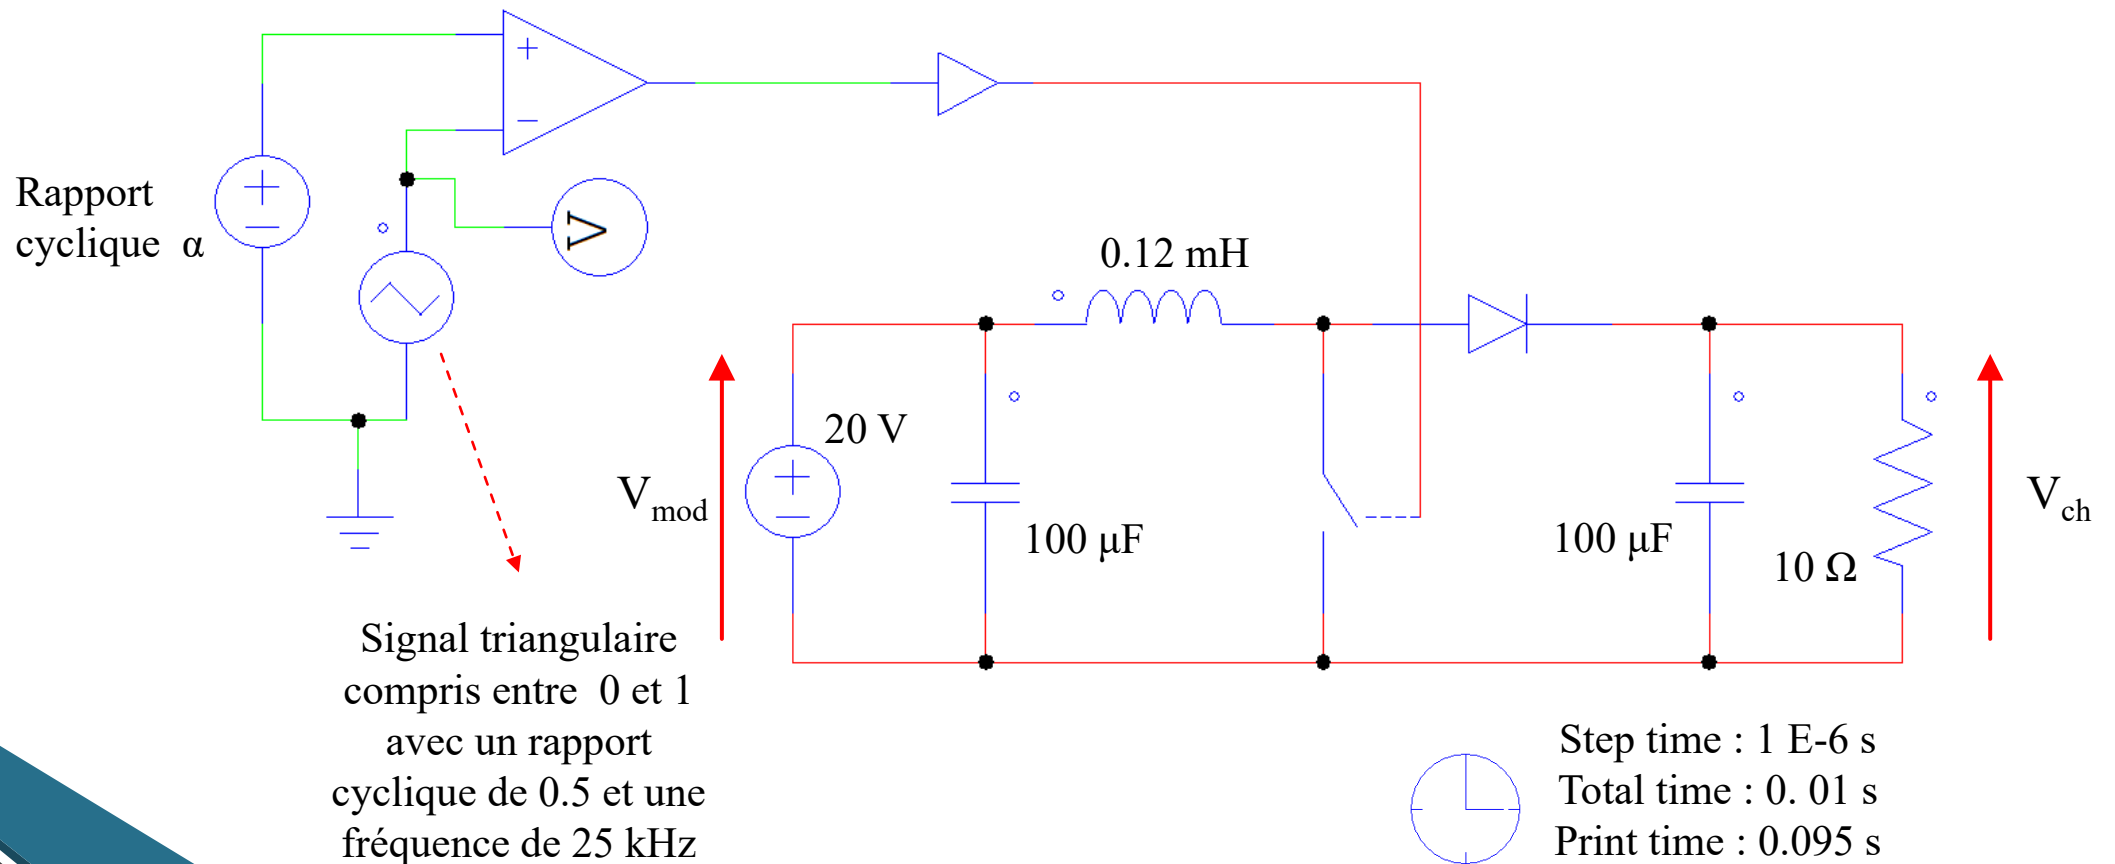 +
−
Rapport
cyclique α
+
−
V
0.12 mH
20 V
+
−
V mod
100 μF
100 μF
10 Ω
V ch
Signal triangulaire
compris entre 0 et 1
avec un rapport
cyclique de 0.5 et une
fréquence de 25 kHz
Step time : 1 E-6 s
Total time : 0. 01 s
Print time : 0.095 s